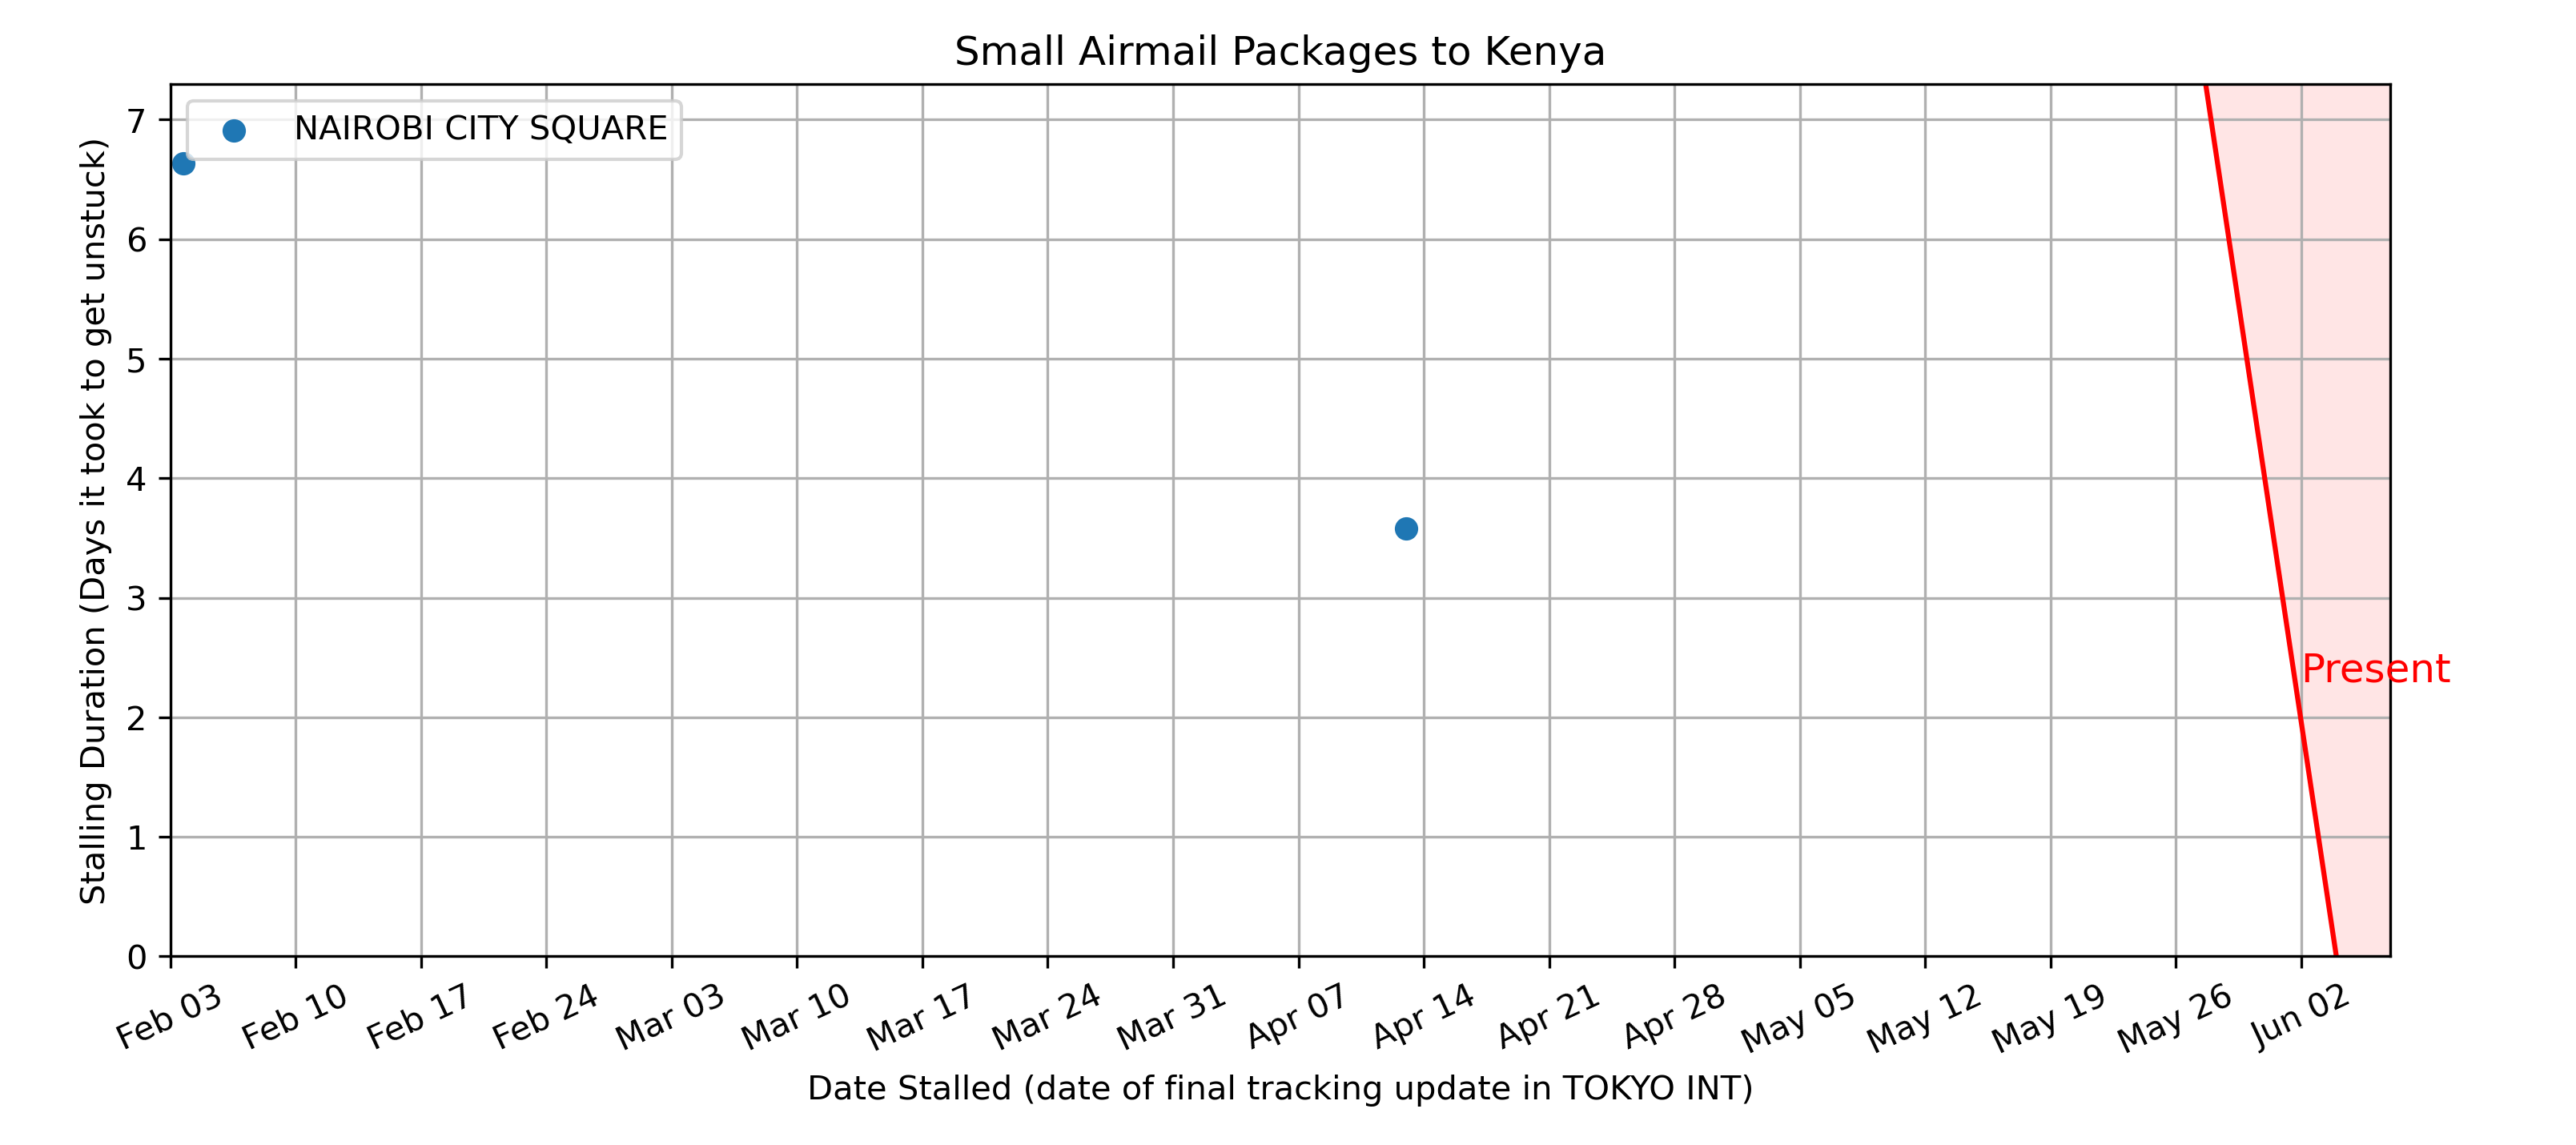 Small Airmail Packages to Kenya
NAIROBI CITY SQUARE
Stalling Duration (Days it took to get unstuck)
7
6
5
4
3
2
1
0
Present
Feb 03
Feb 10
Feb 17
Feb 24
Mar 03
Mar 10
Mar 17
Mar 24
Mar 31
Apr 07
Apr 14
Apr 21
Apr 28
May 05
May 12
May 19
May 26
Jun 02
Date Stalled (date of final tracking update in TOKYO INT)